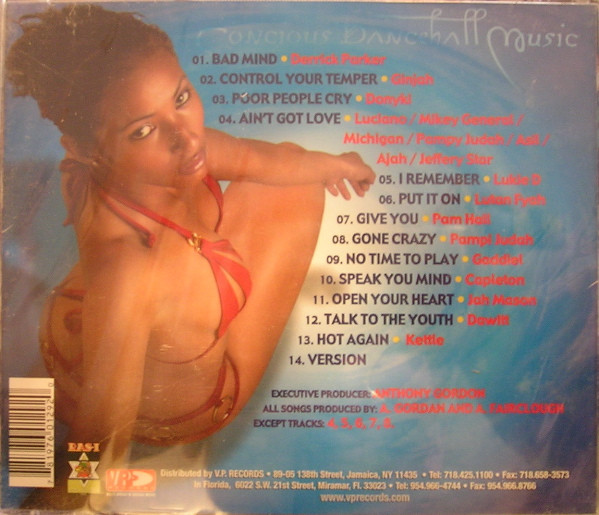 Concious Dancehall Music
01. BAD MIND • Derrick Parker
02. CONTROL YOUR TEMPER • Ginjah
03. POOR PEOPLE CRY • Donyki
04. AIN'T GOT LOVE • Luciano / Mikey General /
Michigan / Pampy Judah / /
Ajah / Jeffery Star
05. I REMEMBER • Lukie D
06. PUT IT ON •
07. GIVE YOU • Pam Hall
08. GONE CRAZY • Pampi Judah
09. NO TIME TO PLAY •
10. SPEAK YOU MIND • Capleton
11. OPEN YOUR HEART • Jah Mason
12. TALK TO THE YOUTH •
13. HOT AGAIN • Kettle
14. VERSION
EXECUTIVE PRODUCER: ANTHONY GORDON
ALL SONGS PRODUCED BY: A. GORDAN AND A. FAIRCLOUGH
EXCEPT TRACKS: 4, 5, 6, 7, 8.
RAS-I
VP
Distributed by V.P. RECORDS • 89-05 138th Street, Jamaica, NY 11435 • Tel: 718.425.1100 • Fax: 718.658-3573
In Florida, 6022 S.W. 21st Street, Miramar, Fl. 33023 • Tel: 954.966-4744 • Fax: 954.966.8766
www.vprecords.com